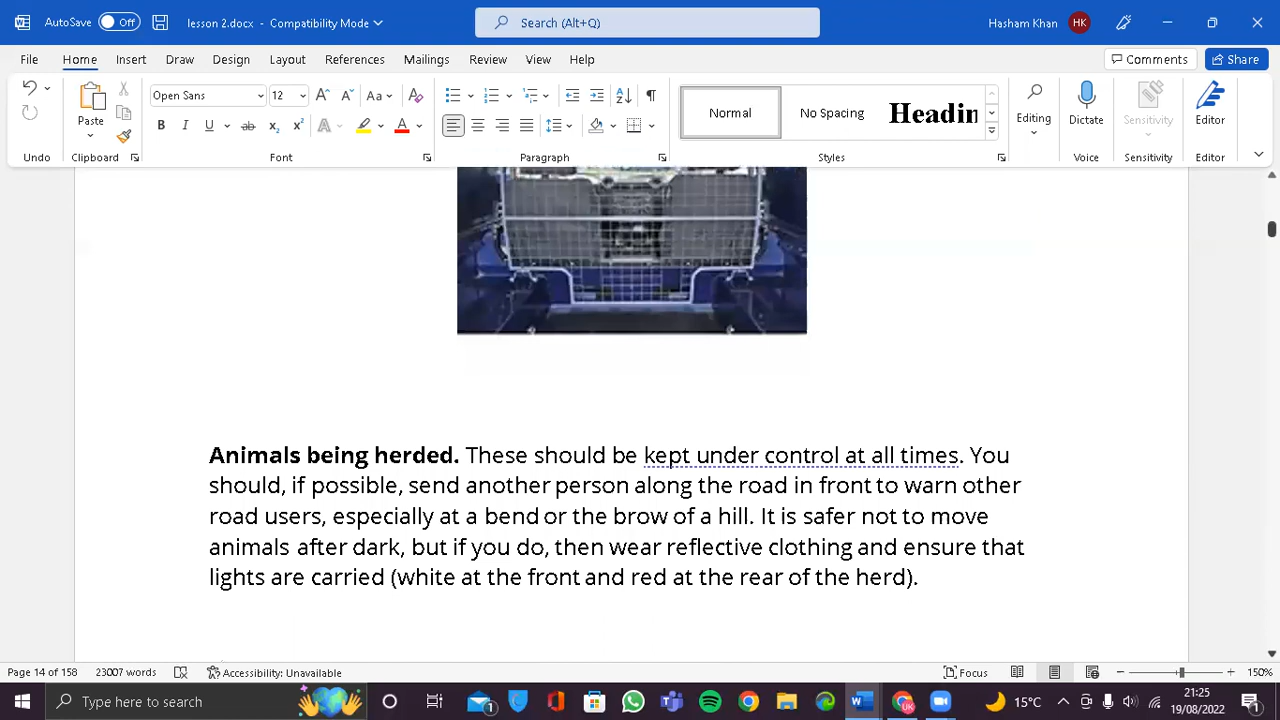 AutoSave Off lesson 2.docx - Compatibility Mode Search (Alt+Q) Hasham Khan HK
File Home Insert Draw Design Layout References Mailings Review View Help Comments Share
Open Sans 12 Aa A Normal No Spacing Headin
Paste B I U ab x x A A Editing Dictate Sensitivity Editor
Undo Clipboard Font Paragraph Styles Voice Sensitivity Editor
Animals being herded. These should be kept under control at all times. You
should, if possible, send another person along the road in front to warn other
road users, especially at a bend or the brow of a hill. It is safer not to move
animals after dark, but if you do, then wear reflective clothing and ensure that
lights are carried (white at the front and red at the rear of the herd).
Page 14 of 158 23007 words Accessibility: Unavailable Focus 150%
Type here to search 1 15°C 21:25
19/08/2022 1